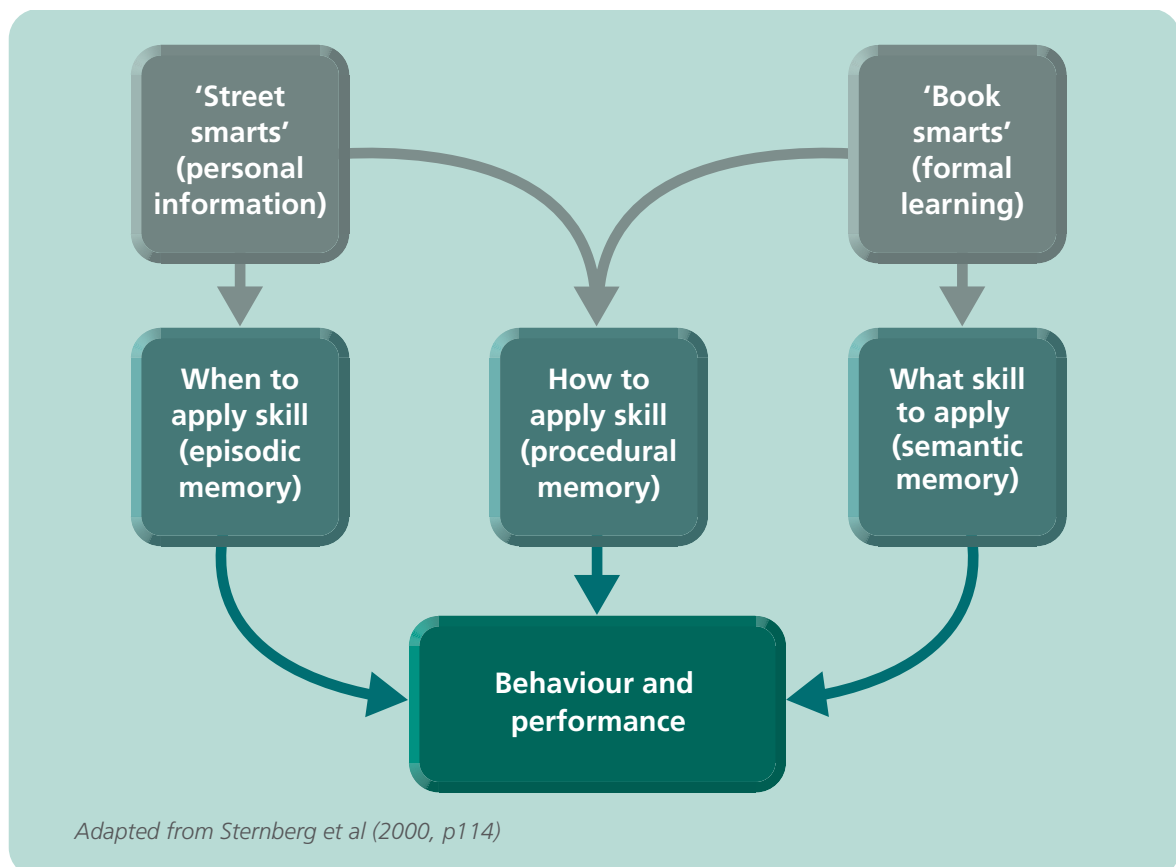 ‘Street
smarts’
(personal
information)
‘Book
smarts’
(formal
learning)
When to
apply skill
(episodic
memory)
How to
apply skill
(procedural
memory)
What skill
to apply
(semantic
memory)
Behaviour and
performance
Adapted from Sternberg et al (2000, p114)